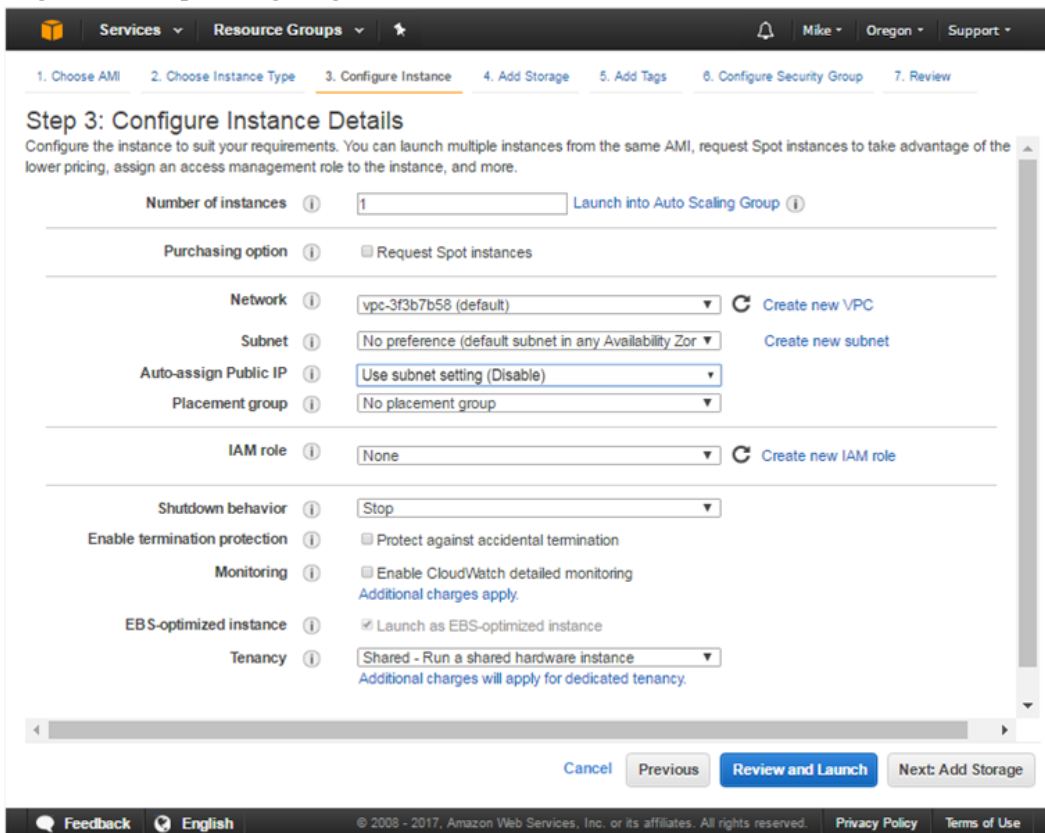 Services Resource Groups Mike Oregon Support
1. Choose AMI 2. Choose Instance Type 3. Configure Instance 4. Add Storage 5. Add Tags 6. Configure Security Group 7. Review
Step 3: Configure Instance Details
Configure the instance to suit your requirements. You can launch multiple instances from the same AMI, request Spot instances to take advantage of the
lower pricing, assign an access management role to the instance, and more.
Number of instances 1 Launch into Auto Scaling Group
Purchasing option Request Spot instances
Network vpc-3f3b7b58 (default) Create new VPC
Subnet No preference (default subnet in any Availability Zor Create new subnet
Auto-assign Public IP Use subnet setting (Disable)
Placement group No placement group
IAM role None Create new IAM role
Shutdown behavior Stop
Enable termination protection Protect against accidental termination
Monitoring Enable CloudWatch detailed monitoring
Additional charges apply.
EBS-optimized instance Launch as EBS-optimized instance
Tenancy Shared - Run a shared hardware instance
Additional charges will apply for dedicated tenancy.
Cancel Previous Review and Launch Next: Add Storage
Feedback English © 2008 - 2017, Amazon Web Services, Inc. or its affiliates. All rights reserved. Privacy Policy Terms of Use